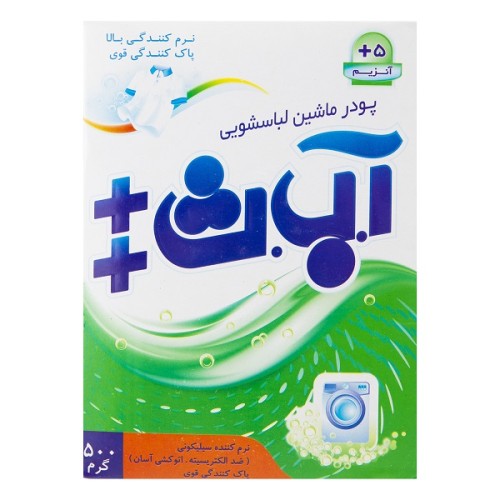 نرم کنندگی بالا
پاک کنندگی قوی
+۵
آنزیم
پودر ماشین لباسشویی
آ.ب.ث
++
نرم کننده سیلیکونی
(ضد الکتریسیته . اتوکشی آسان)
پاک کنندگی قوی
۵۰۰
گرم